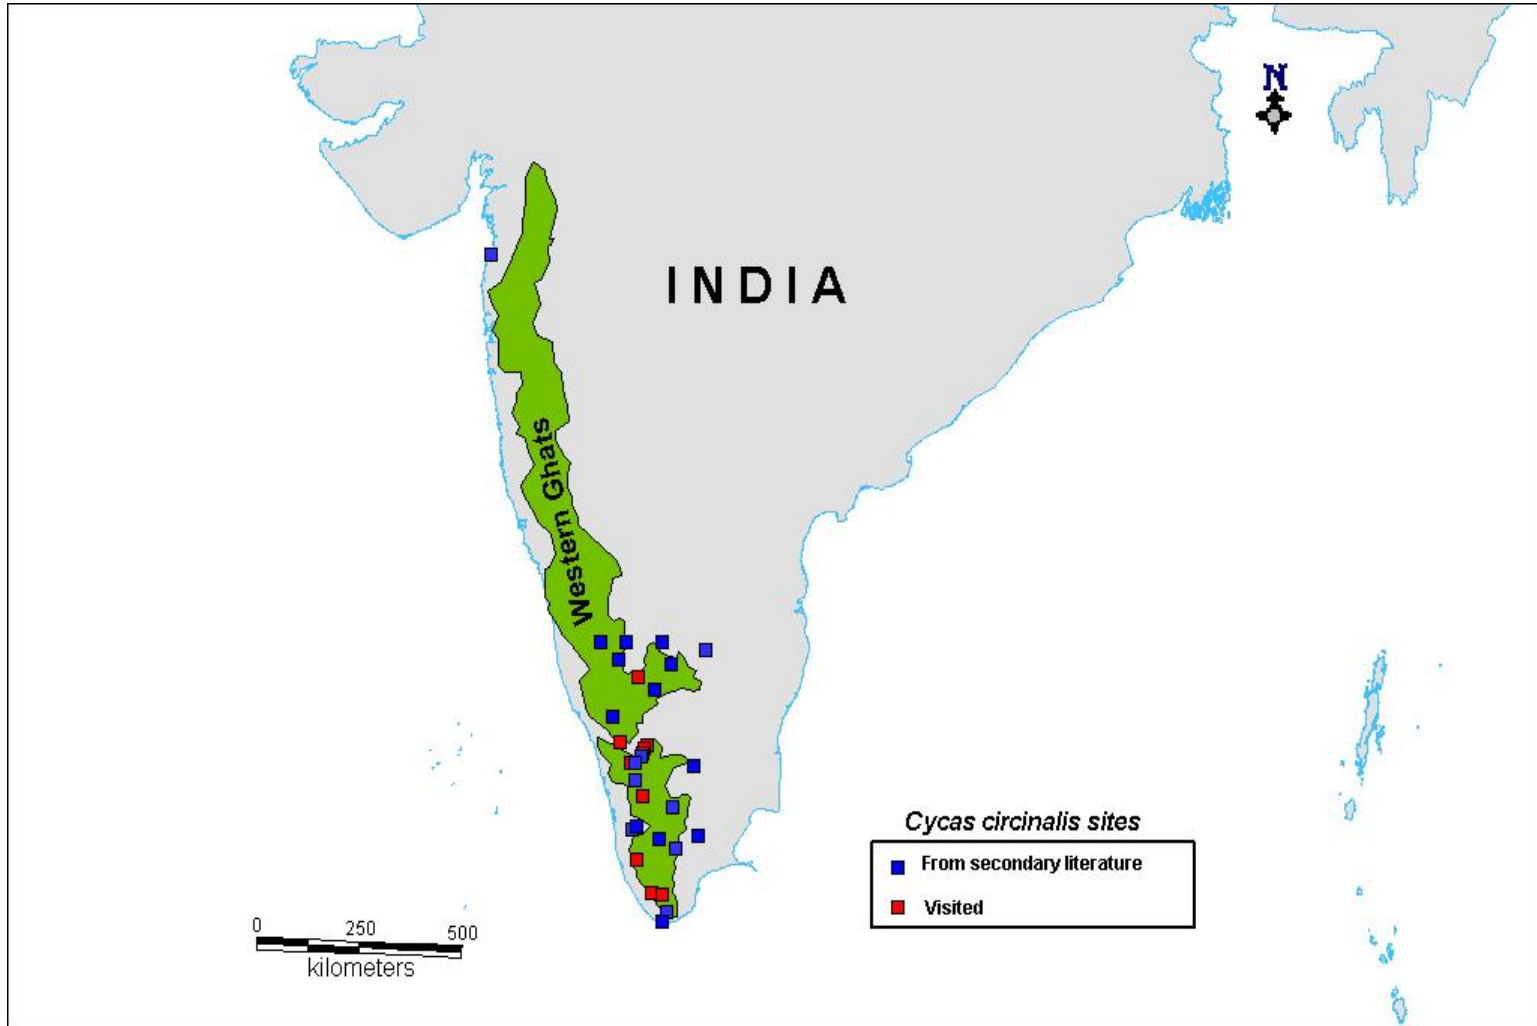 N
INDIA
Western Ghats
Cycas circinalis sites
From secondary literature
Visited
0 250 500
kilometers